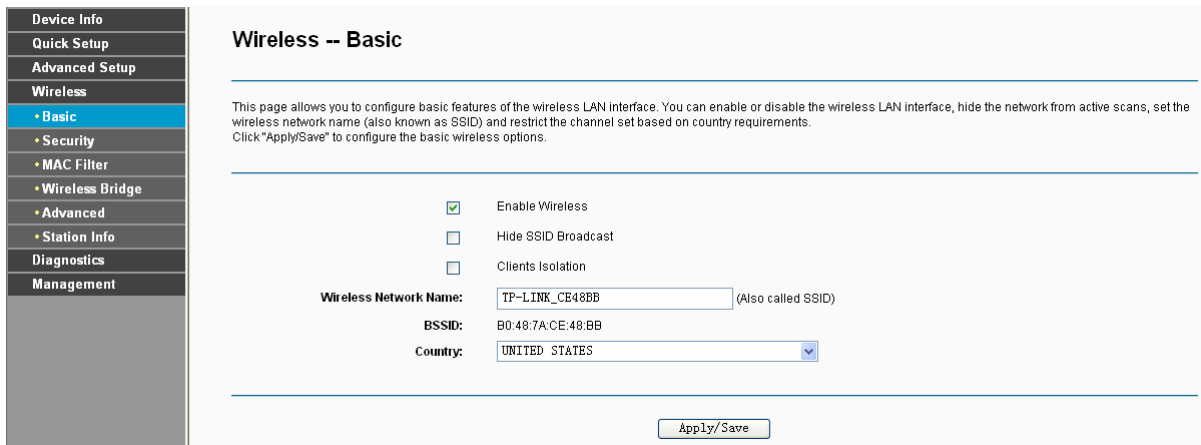 Device Info
Quick Setup
Advanced Setup
Wireless
• Basic
• Security
• MAC Filter
• Wireless Bridge
• Advanced
• Station Info
Diagnostics
Management
Wireless -- Basic
This page allows you to configure basic features of the wireless LAN interface. You can enable or disable the wireless LAN interface, hide the network from active scans, set the
wireless network name (also known as SSID) and restrict the channel set based on country requirements.
Click "Apply/Save" to configure the basic wireless options.
Enable Wireless
Hide SSID Broadcast
Clients Isolation
Wireless Network Name: TP-LINK_CE48BB (Also called SSID)
BSSID: B0:48:7A:CE:48:BB
Country: UNITED STATES
Apply/Save